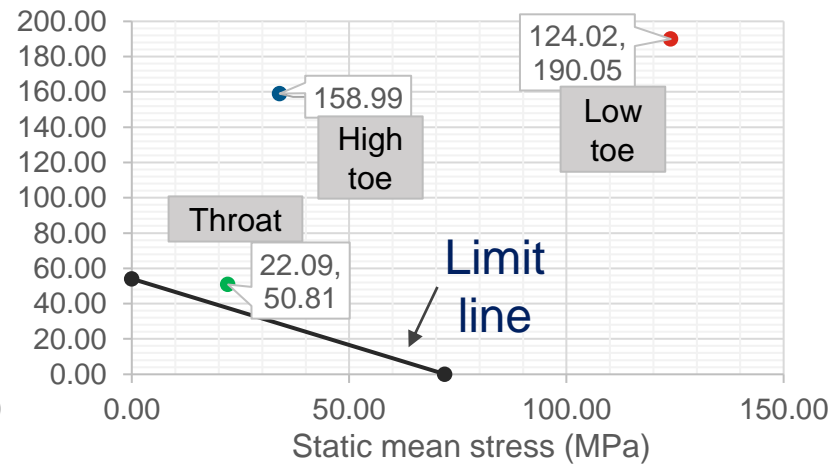 200.00
180.00
160.00
140.00
120.00
100.00
80.00
60.00
40.00
20.00
0.00
124.02,
190.05
Low
toe
158.99
High
toe
Throat
22.09,
50.81
Limit
line
0.00 50.00 100.00 150.00
Static mean stress (MPa)